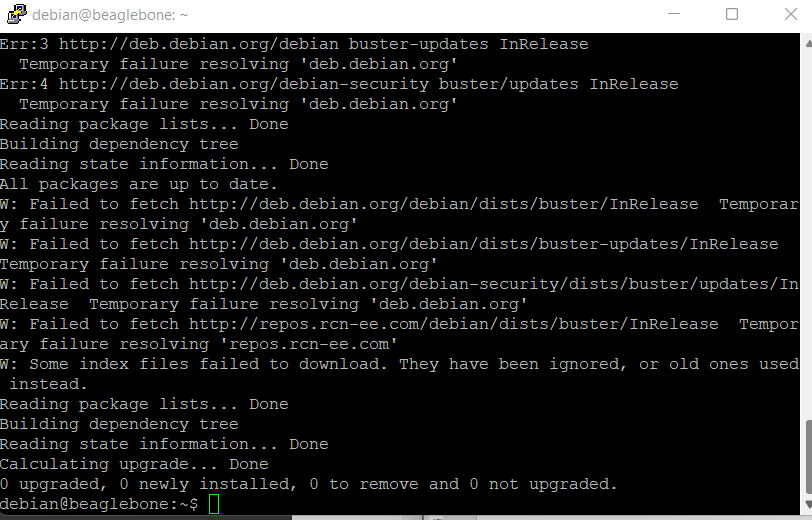 debian@beaglebone: ~
Err:3 http://deb.debian.org/debian buster-updates InRelease
  Temporary failure resolving 'deb.debian.org'
Err:4 http://deb.debian.org/debian-security buster/updates InRelease
  Temporary failure resolving 'deb.debian.org'
Reading package lists... Done
Building dependency tree
Reading state information... Done
All packages are up to date.
W: Failed to fetch http://deb.debian.org/debian/dists/buster/InRelease  Temporar
y failure resolving 'deb.debian.org'
W: Failed to fetch http://deb.debian.org/debian/dists/buster-updates/InRelease
Temporary failure resolving 'deb.debian.org'
W: Failed to fetch http://deb.debian.org/debian-security/dists/buster/updates/In
Release  Temporary failure resolving 'deb.debian.org'
W: Failed to fetch http://repos.rcn-ee.com/debian/dists/buster/InRelease  Tempor
ary failure resolving 'repos.rcn-ee.com'
W: Some index files failed to download. They have been ignored, or old ones used
 instead.
Reading package lists... Done
Building dependency tree
Reading state information... Done
Calculating upgrade... Done
0 upgraded, 0 newly installed, 0 to remove and 0 not upgraded.
debian@beaglebone:~$